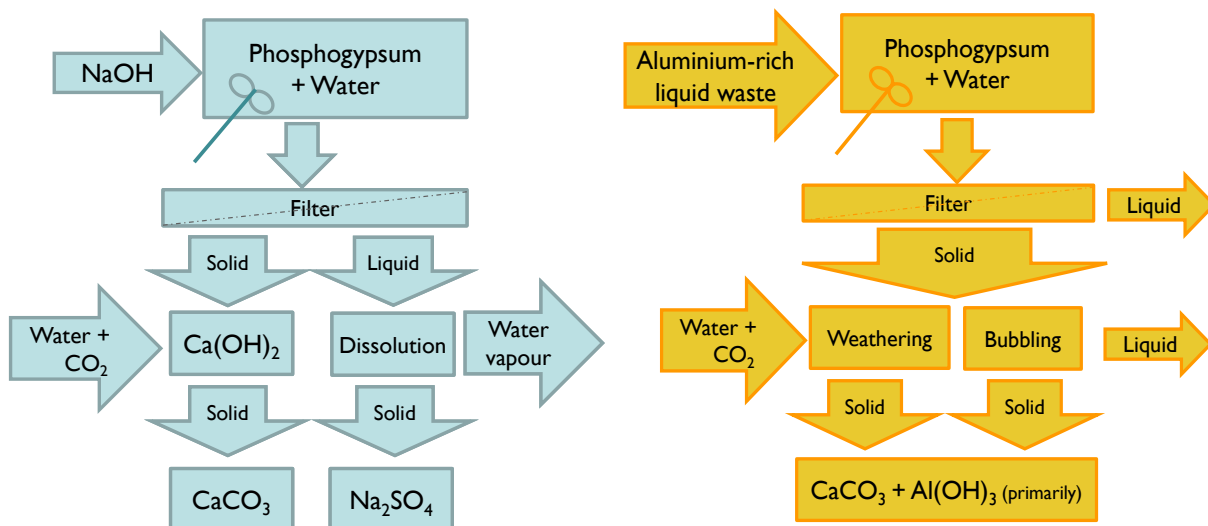 NaOH
Phosphogypsum
+ Water
Filter
Solid
Liquid
Water +
CO₂
Ca(OH)₂
Dissolution
Water
vapour
Solid
Solid
CaCO₃
Na₂SO₄
Aluminium-rich
liquid waste
Phosphogypsum
+ Water
Filter
Liquid
Solid
Water +
CO₂
Weathering
Bubbling
Liquid
Solid
Solid
CaCO₃ + Al(OH)₃ (primarily)